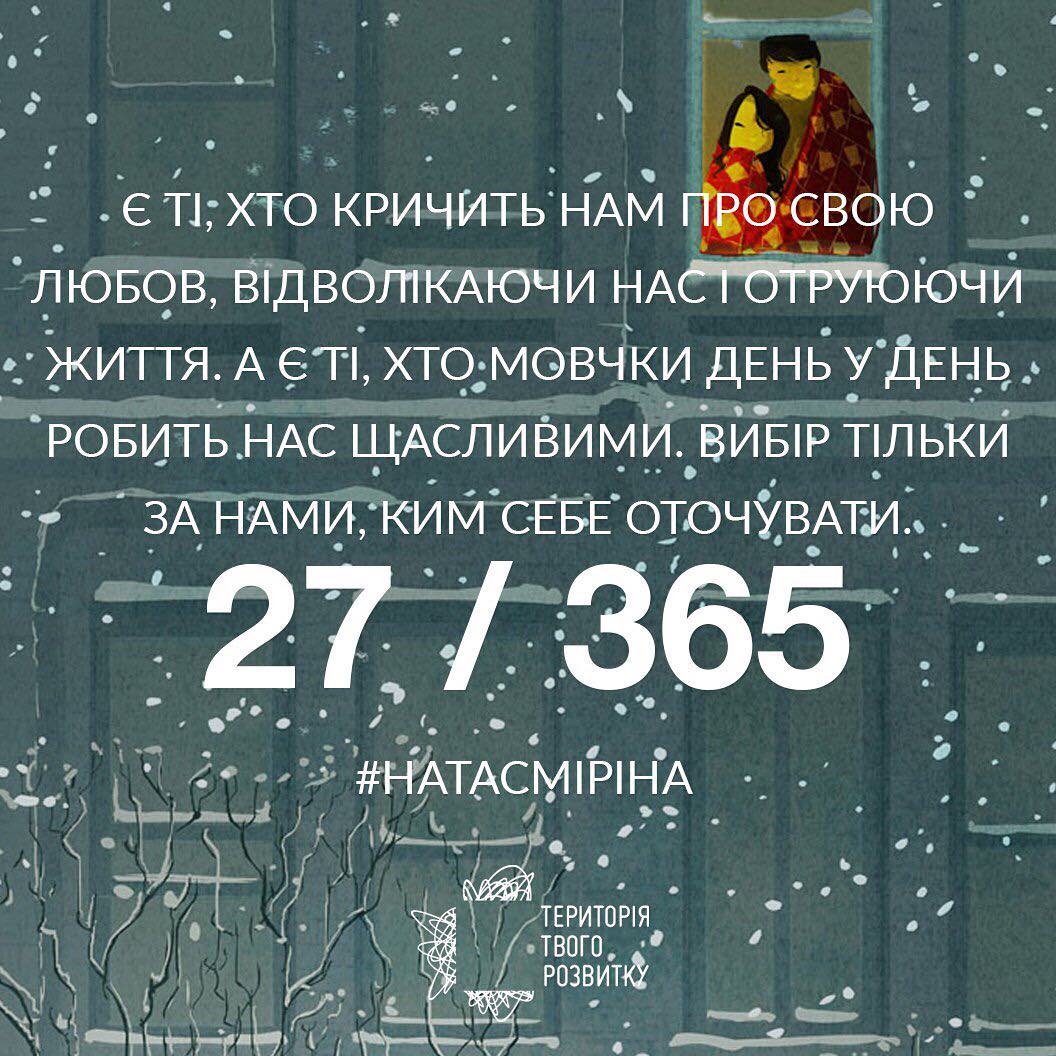 Є ТІ, ХТО КРИЧИТЬ НАМ ПРО СВОЮ
ЛЮБОВ, ВІДВОЛІКАЮЧИ НАС І ОТРУЮЮЧИ
ЖИТТЯ. А Є ТІ, ХТО МОВЧКИ ДЕНЬ У ДЕНЬ
РОБИТЬ НАС ЩАСЛИВИМИ. ВИБІР ТІЛЬКИ
ЗА НАМИ, КИМ СЕБЕ ОТОЧУВАТИ.
27 / 365
#НАТАСМІРІНА
ТЕРИТОРІЯ
ТВОГО
РОЗВИТКУ